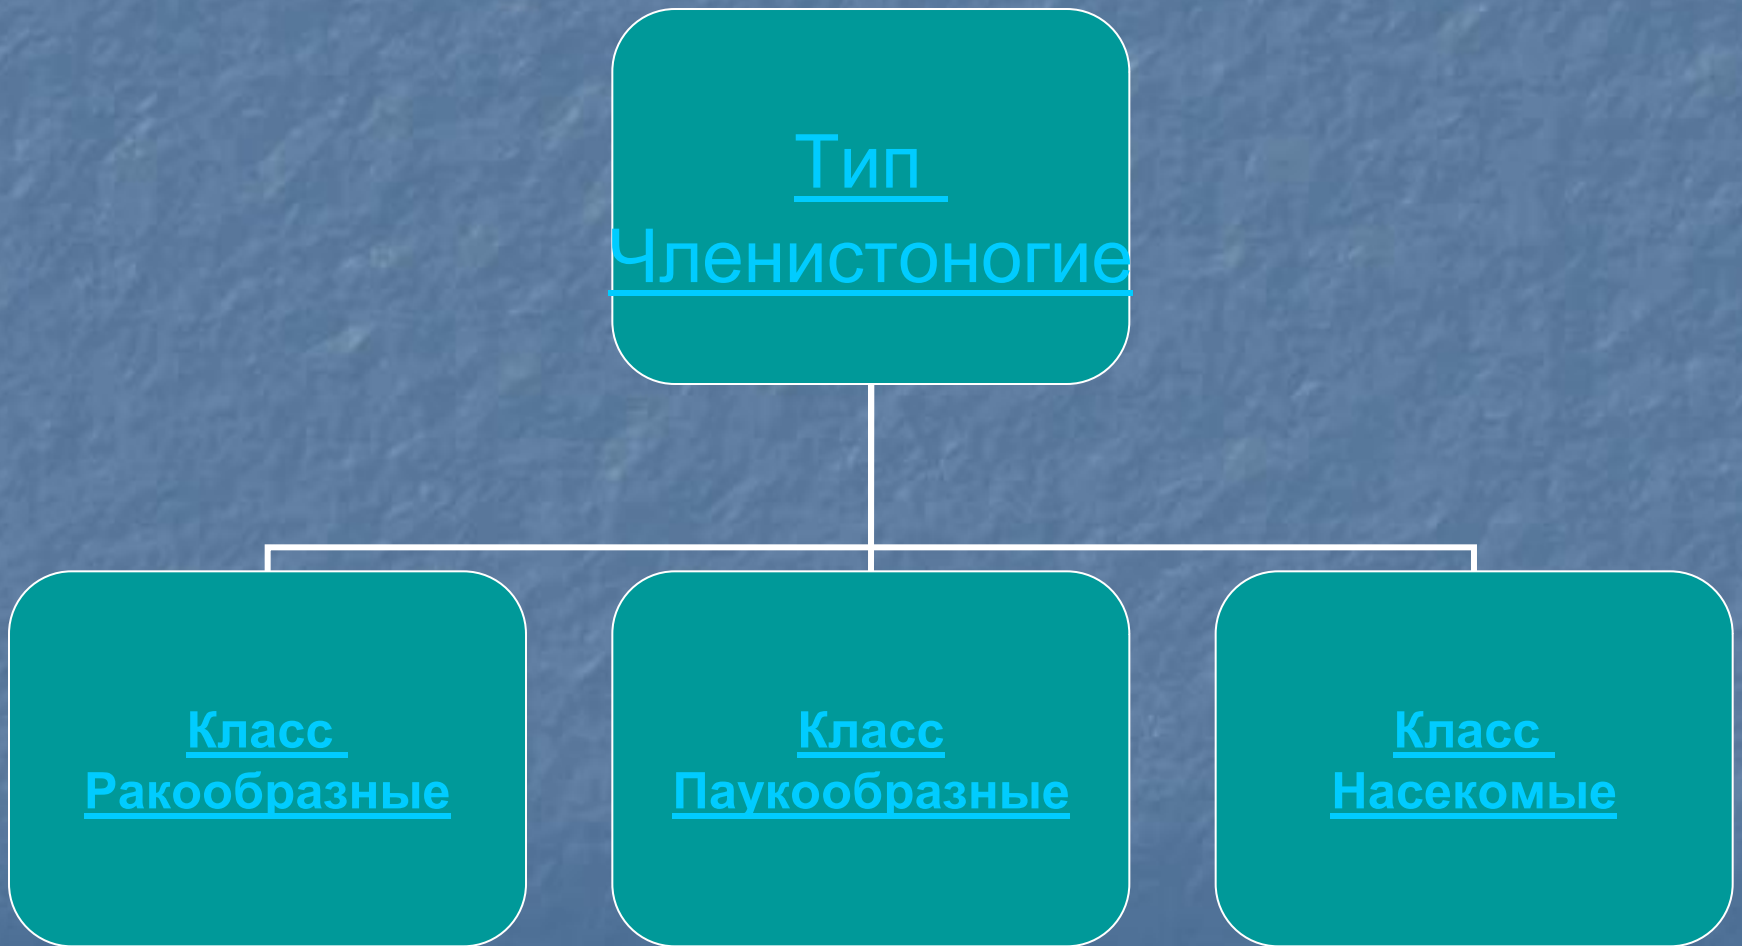 Тип
Членистоногие
Класс
Ракообразные
Класс
Паукообразные
Класс
Насекомые